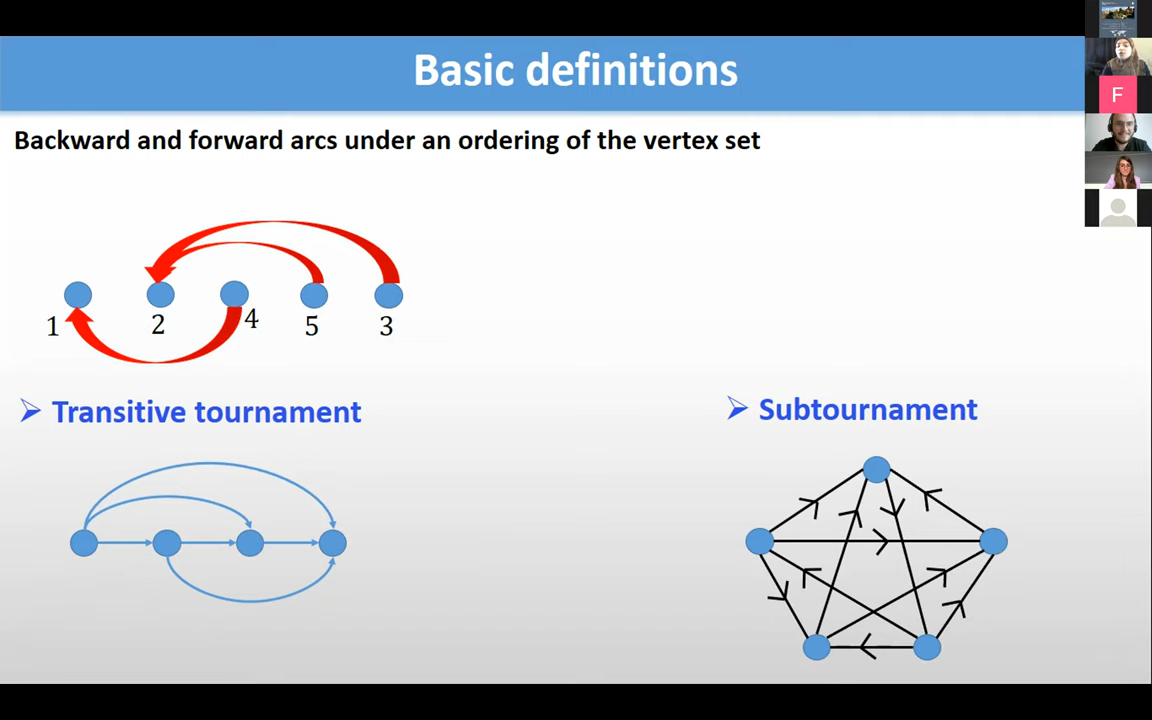 Basic definitions
F
Backward and forward arcs under an ordering of the vertex set
1 2 4 5 3
Transitive tournament
Subtournament